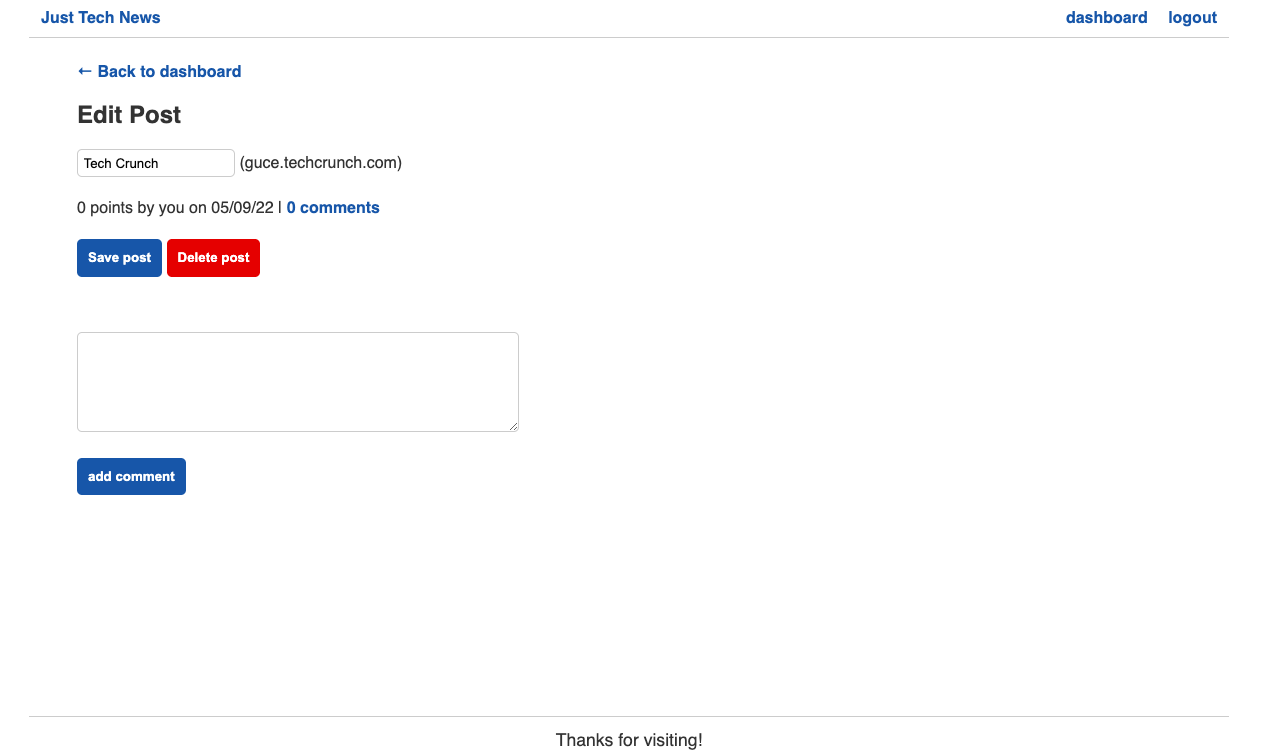 Just Tech News dashboard logout
← Back to dashboard
Edit Post
Tech Crunch (guce.techcrunch.com)
0 points by you on 05/09/22 | 0 comments
Save post Delete post
add comment
Thanks for visiting!